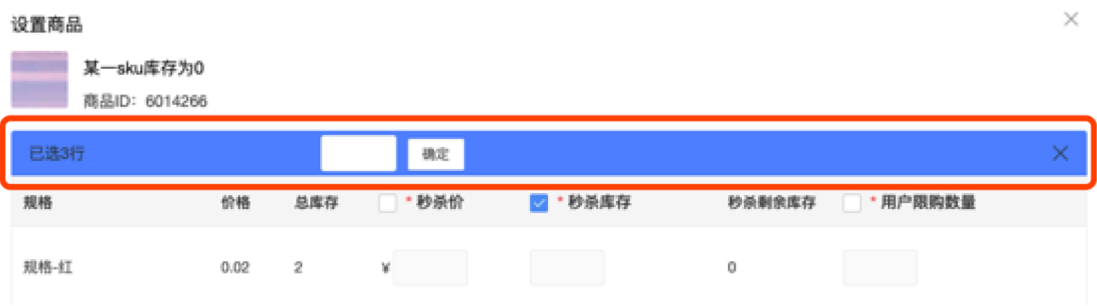 设置商品
某一sku库存为0
商品ID: 6014266
已选3行 确定
规格 价格 总库存 * 秒杀价 * 秒杀库存 秒杀剩余库存 * 用户限购数量
规格-红 0.02 2 ¥ 0